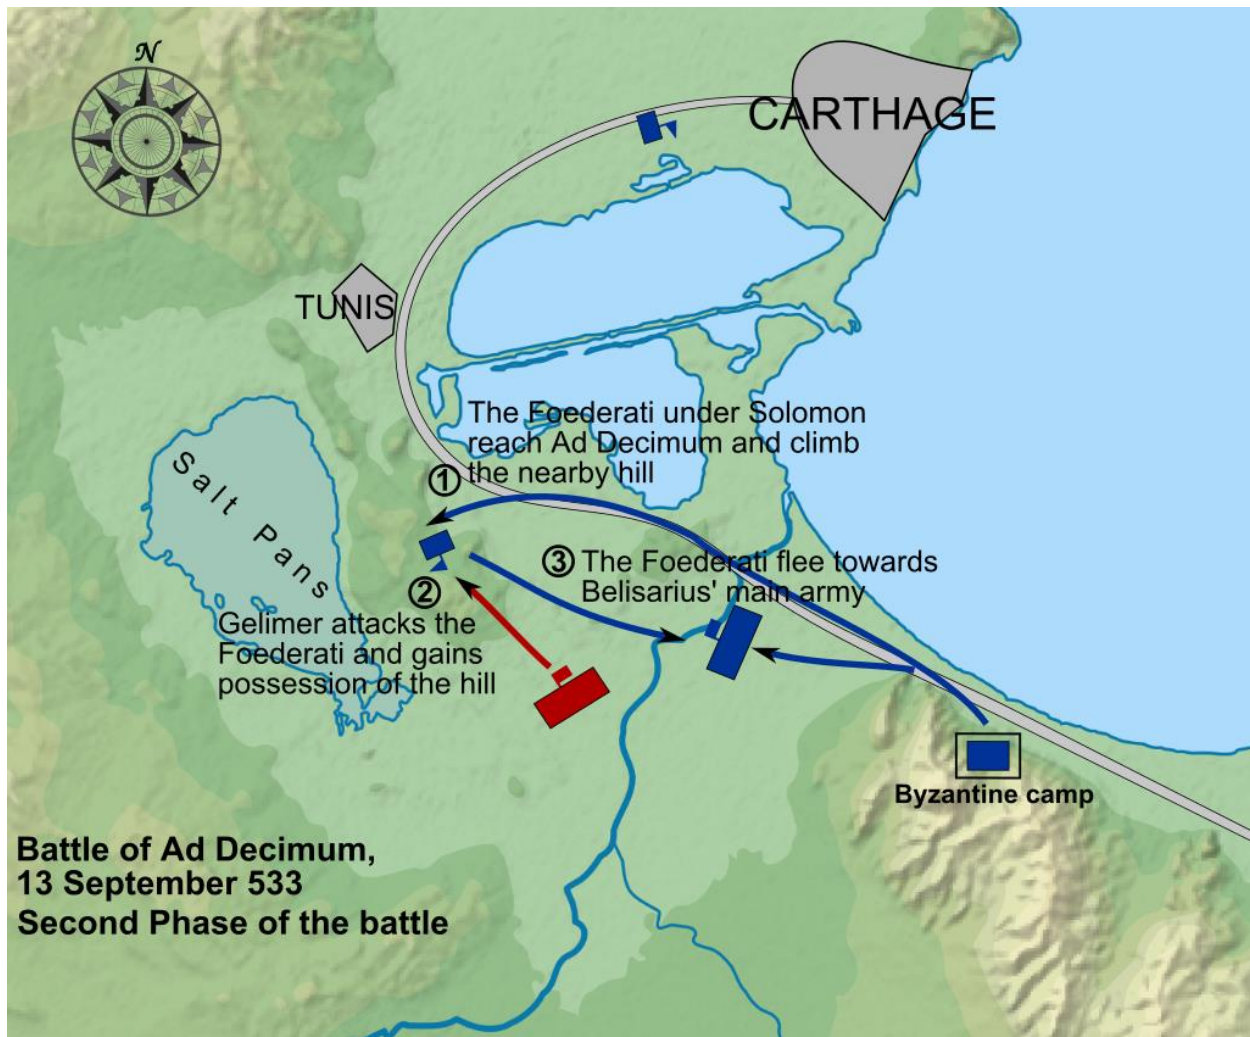 N
CARTHAGE
TUNIS
Salt Pans
① The Foederati under Solomon
reach Ad Decimum and climb
the nearby hill
②
Gelimer attacks the
Foederati and gains
possession of the hill
③ The Foederati flee towards
Belisarius' main army
Byzantine camp
Battle of Ad Decimum,
13 September 533
Second Phase of the battle